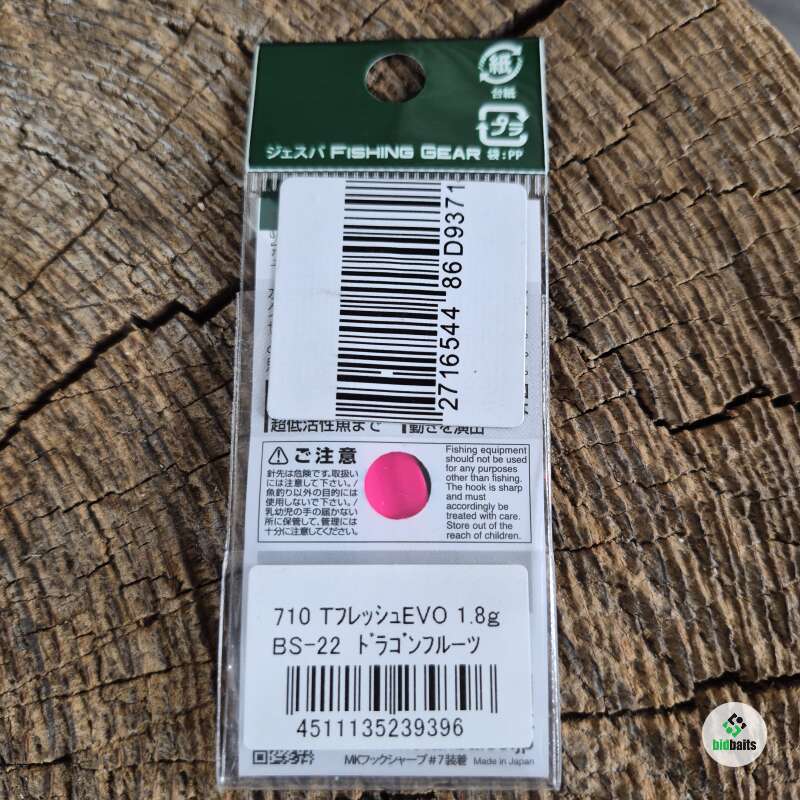 紙
台紙
プラ
ジェスパ FISHING GEAR 袋:PP
2716544 86D9371
超低活性魚まで
動きを演出
⚠ご注意
針先は危険です。取扱い
には注意して下さい。/
魚釣り以外の目的には
使用しないで下さい。/
乳幼児の手の届かない
所に保管して、管理には
十分に注意してください。
Fishing equipment
should not be used
for any purposes
other than fishing.
The hook is sharp
and must
accordingly be
treated with care.
Store out of the
reach of children.
710 TフレッシュEVO 1.8g
BS-22 ドラゴンフルーツ
4511135239396
MKフックシャープ#7装着 Made in Japan
bidbaits